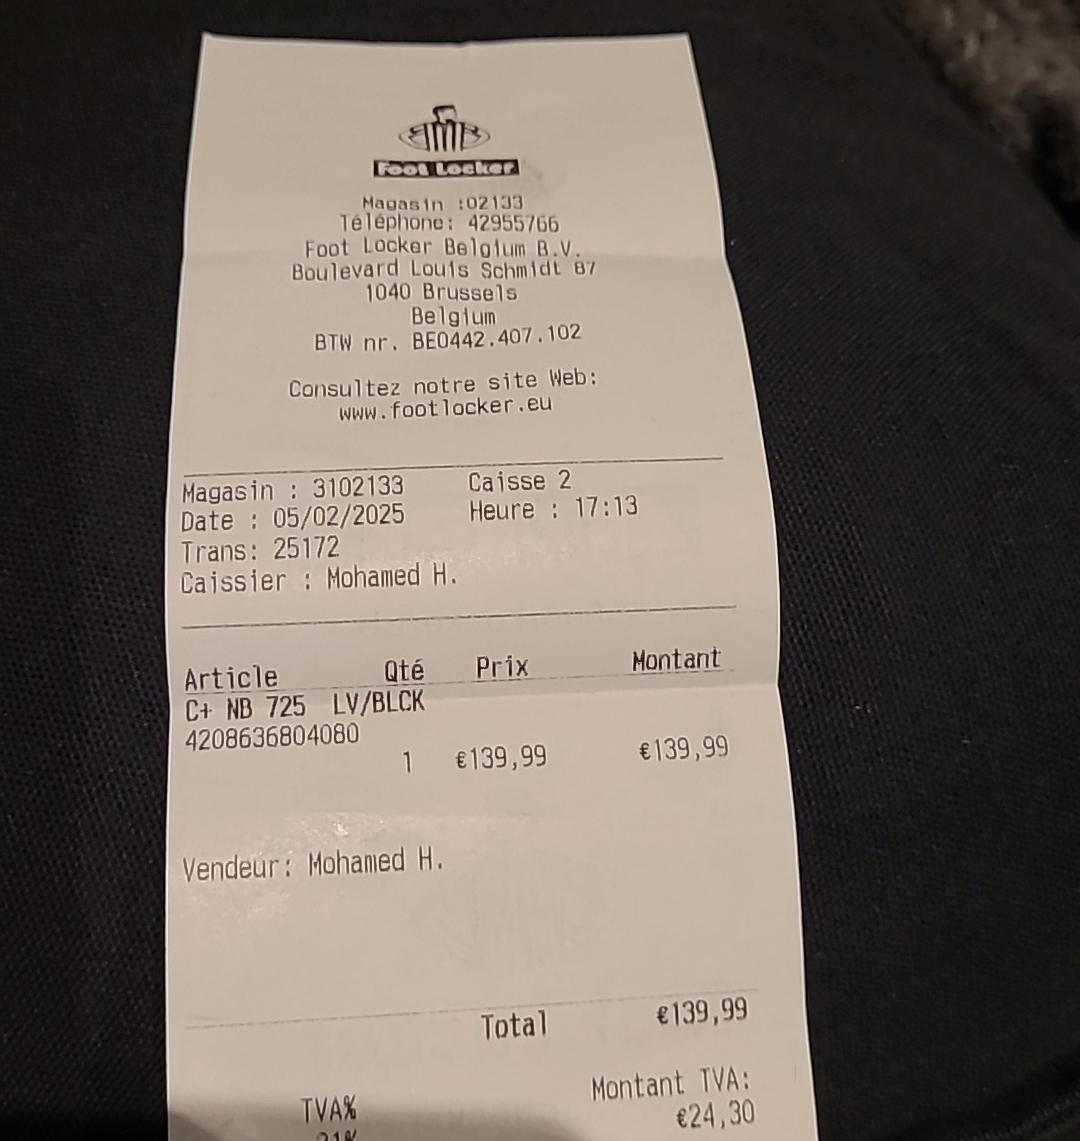 Foot Locker
Magasin :02133
Téléphone: 42955766
Foot Locker Belgium B.V.
Boulevard Louis Schmidt 87
1040 Brussels
Belgium
BTW nr. BE0442.407.102
Consultez notre site Web:
www.footlocker.eu
Magasin : 3102133 Caisse 2
Date : 05/02/2025 Heure : 17:13
Trans: 25172
Caissier : Mohamed H.
Article Qté Prix Montant
C+ NB 725 LV/BLCK
4208636804080
1 €139,99 €139,99
Vendeur: Mohamed H.
Total €139,99
Montant TVA:
TVA% €24,30
21%